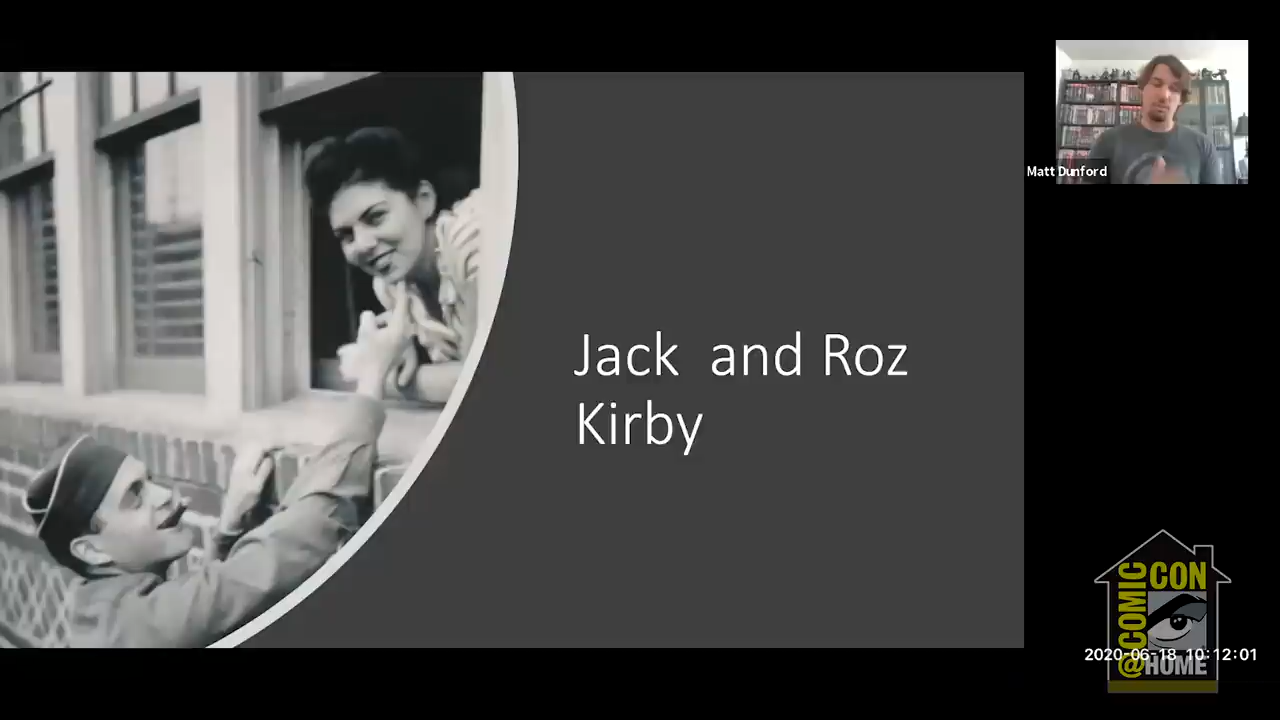 Jack  and Roz
Kirby
Matt Dunford
COMIC
CON
2020-06-18 10:12:01
@
HOME